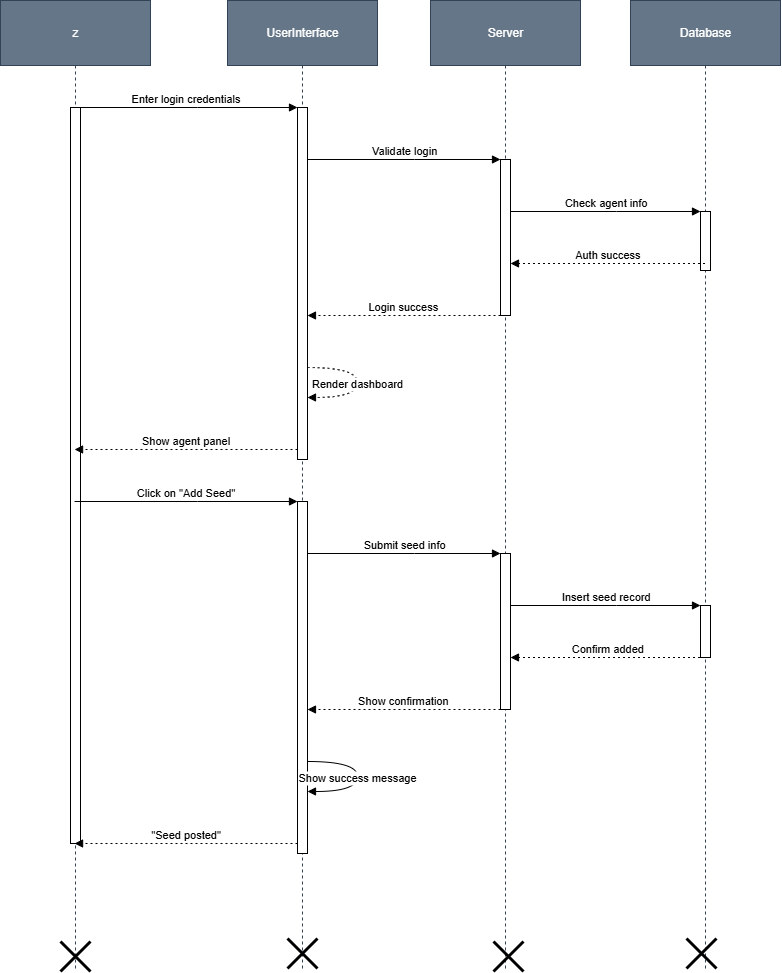 z
UserInterface
Server
Database
Enter login credentials
Validate login
Check agent info
Auth success
Login success
Render dashboard
Show agent panel
Click on "Add Seed"
Submit seed info
Insert seed record
Confirm added
Show confirmation
Show success message
"Seed posted"